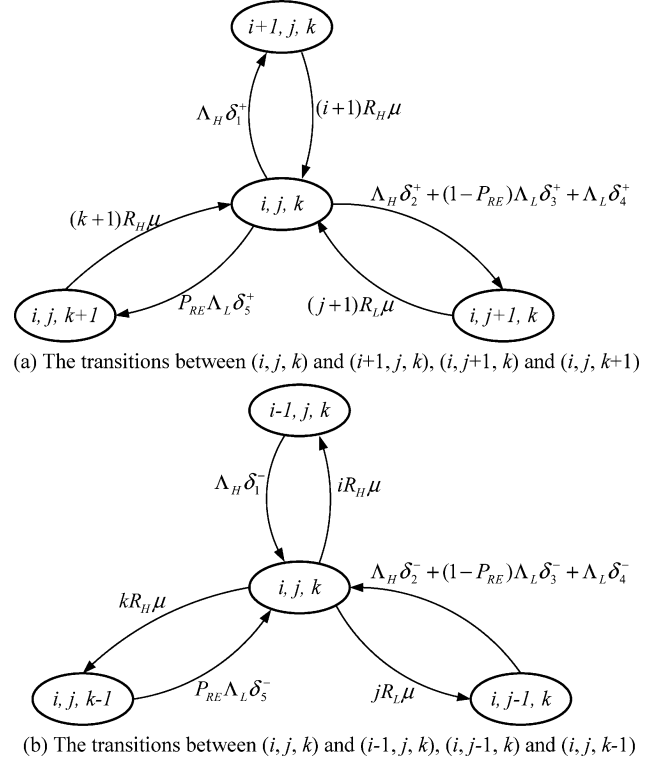 i+1, j, k
Λ_H δ_1^+
(i+1)R_H μ
i, j, k
Λ_H δ_2^+ + (1-P_RE)Λ_L δ_3^+ + Λ_L δ_4^+
(k+1)R_H μ
P_RE Λ_L δ_5^+
(j+1)R_L μ
i, j, k+1
i, j+1, k
(a) The transitions between (i, j, k) and (i+1, j, k), (i, j+1, k) and (i, j, k+1)
i-1, j, k
Λ_H δ_1^-
iR_H μ
i, j, k
Λ_H δ_2^- + (1-P_RE)Λ_L δ_3^- + Λ_L δ_4^-
kR_H μ
P_RE Λ_L δ_5^-
jR_L μ
i, j, k-1
i, j-1, k
(b) The transitions between (i, j, k) and (i-1, j, k), (i, j-1, k) and (i, j, k-1)